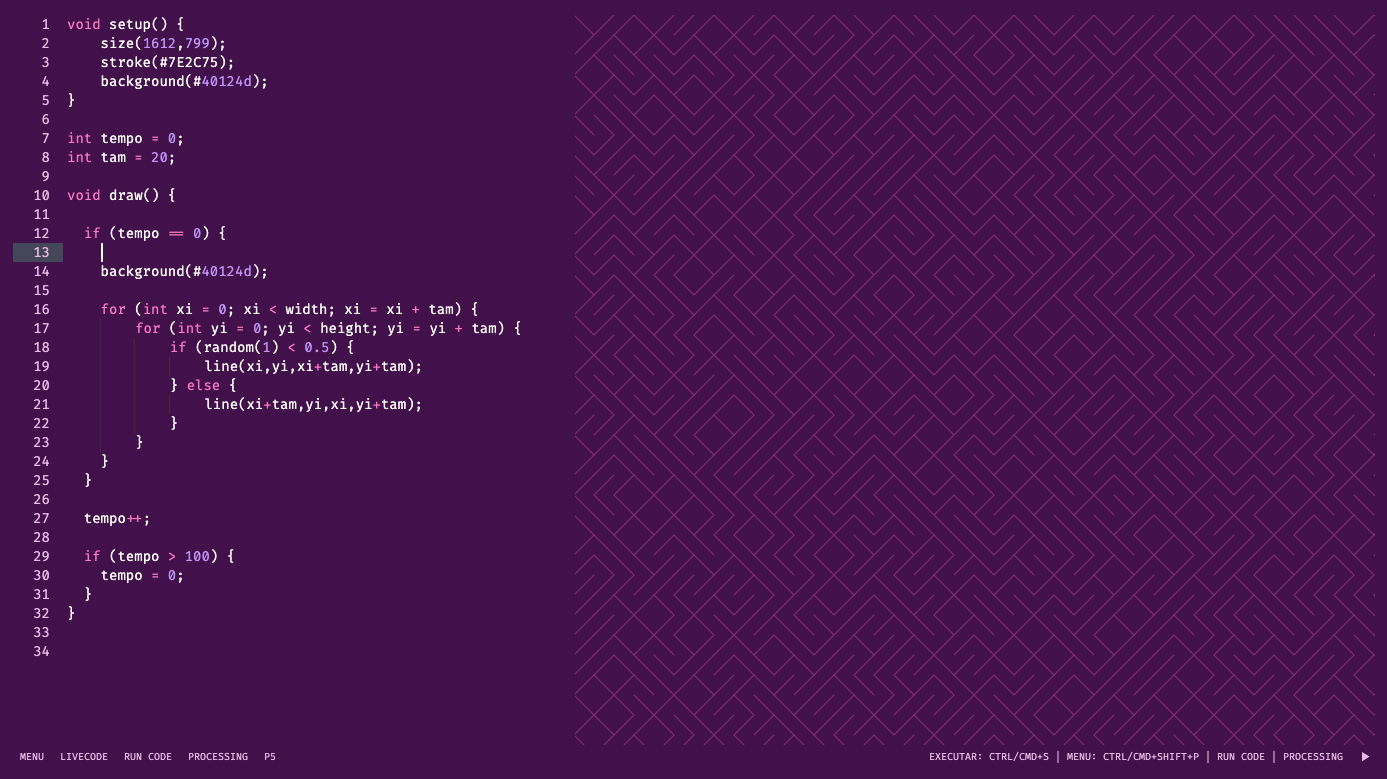 1 void setup() {
2 size(1612,799);
3 stroke(#7E2C75);
4 background(#40124d);
5 }
6
7 int tempo = 0;
8 int tam = 20;
9
10 void draw() {
11
12 if (tempo == 0) {
13
14 background(#40124d);
15
16 for (int xi = 0; xi < width; xi = xi + tam) {
17 for (int yi = 0; yi < height; yi = yi + tam) {
18 if (random(1) < 0.5) {
19 line(xi,yi,xi+tam,yi+tam);
20 } else {
21 line(xi+tam,yi,xi,yi+tam);
22 }
23 }
24 }
25 }
26
27 tempo++;
28
29 if (tempo > 100) {
30 tempo = 0;
31 }
32 }
33
34
MENU LIVECODE RUN CODE PROCESSING P5 EXECUTAR: CTRL/CMD+S | MENU: CTRL/CMD+SHIFT+P | RUN CODE | PROCESSING